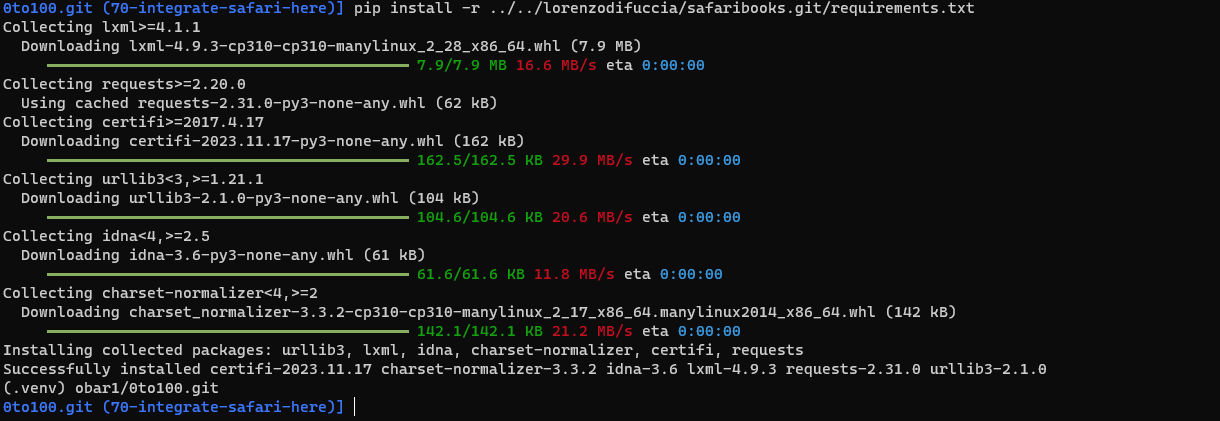 0to100.git (70-integrate-safari-here)] pip install -r ../../lorenzodifuccia/safaribooks.git/requirements.txt
Collecting lxml>=4.1.1
  Downloading lxml-4.9.3-cp310-cp310-manylinux_2_28_x86_64.whl (7.9 MB)
7.9/7.9 MB 16.6 MB/s eta 0:00:00
Collecting requests>=2.20.0
  Using cached requests-2.31.0-py3-none-any.whl (62 kB)
Collecting certifi>=2017.4.17
  Downloading certifi-2023.11.17-py3-none-any.whl (162 kB)
162.5/162.5 KB 29.9 MB/s eta 0:00:00
Collecting urllib3<3,>=1.21.1
  Downloading urllib3-2.1.0-py3-none-any.whl (104 kB)
104.6/104.6 KB 20.6 MB/s eta 0:00:00
Collecting idna<4,>=2.5
  Downloading idna-3.6-py3-none-any.whl (61 kB)
61.6/61.6 KB 11.8 MB/s eta 0:00:00
Collecting charset-normalizer<4,>=2
  Downloading charset_normalizer-3.3.2-cp310-cp310-manylinux_2_17_x86_64.manylinux2014_x86_64.whl (142 kB)
142.1/142.1 KB 21.2 MB/s eta 0:00:00
Installing collected packages: urllib3, lxml, idna, charset-normalizer, certifi, requests
Successfully installed certifi-2023.11.17 charset-normalizer-3.3.2 idna-3.6 lxml-4.9.3 requests-2.31.0 urllib3-2.1.0
(.venv) obar1/0to100.git
0to100.git (70-integrate-safari-here)]